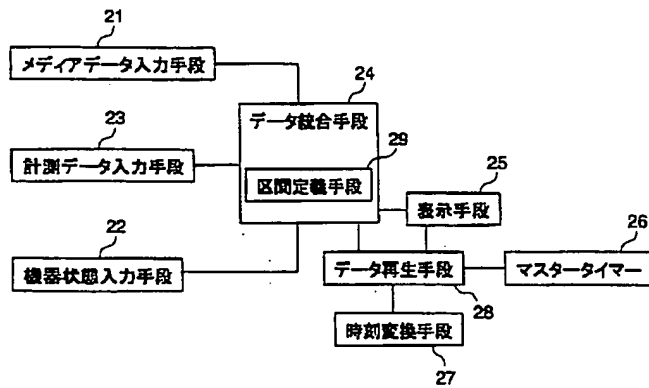 21
メディアデータ入力手段
24
データ統合手段
23
計測データ入力手段
29
区間定義手段
25
表示手段
22
機器状態入力手段
26
データ再生手段
マスタータイマー
28
時刻変換手段
27